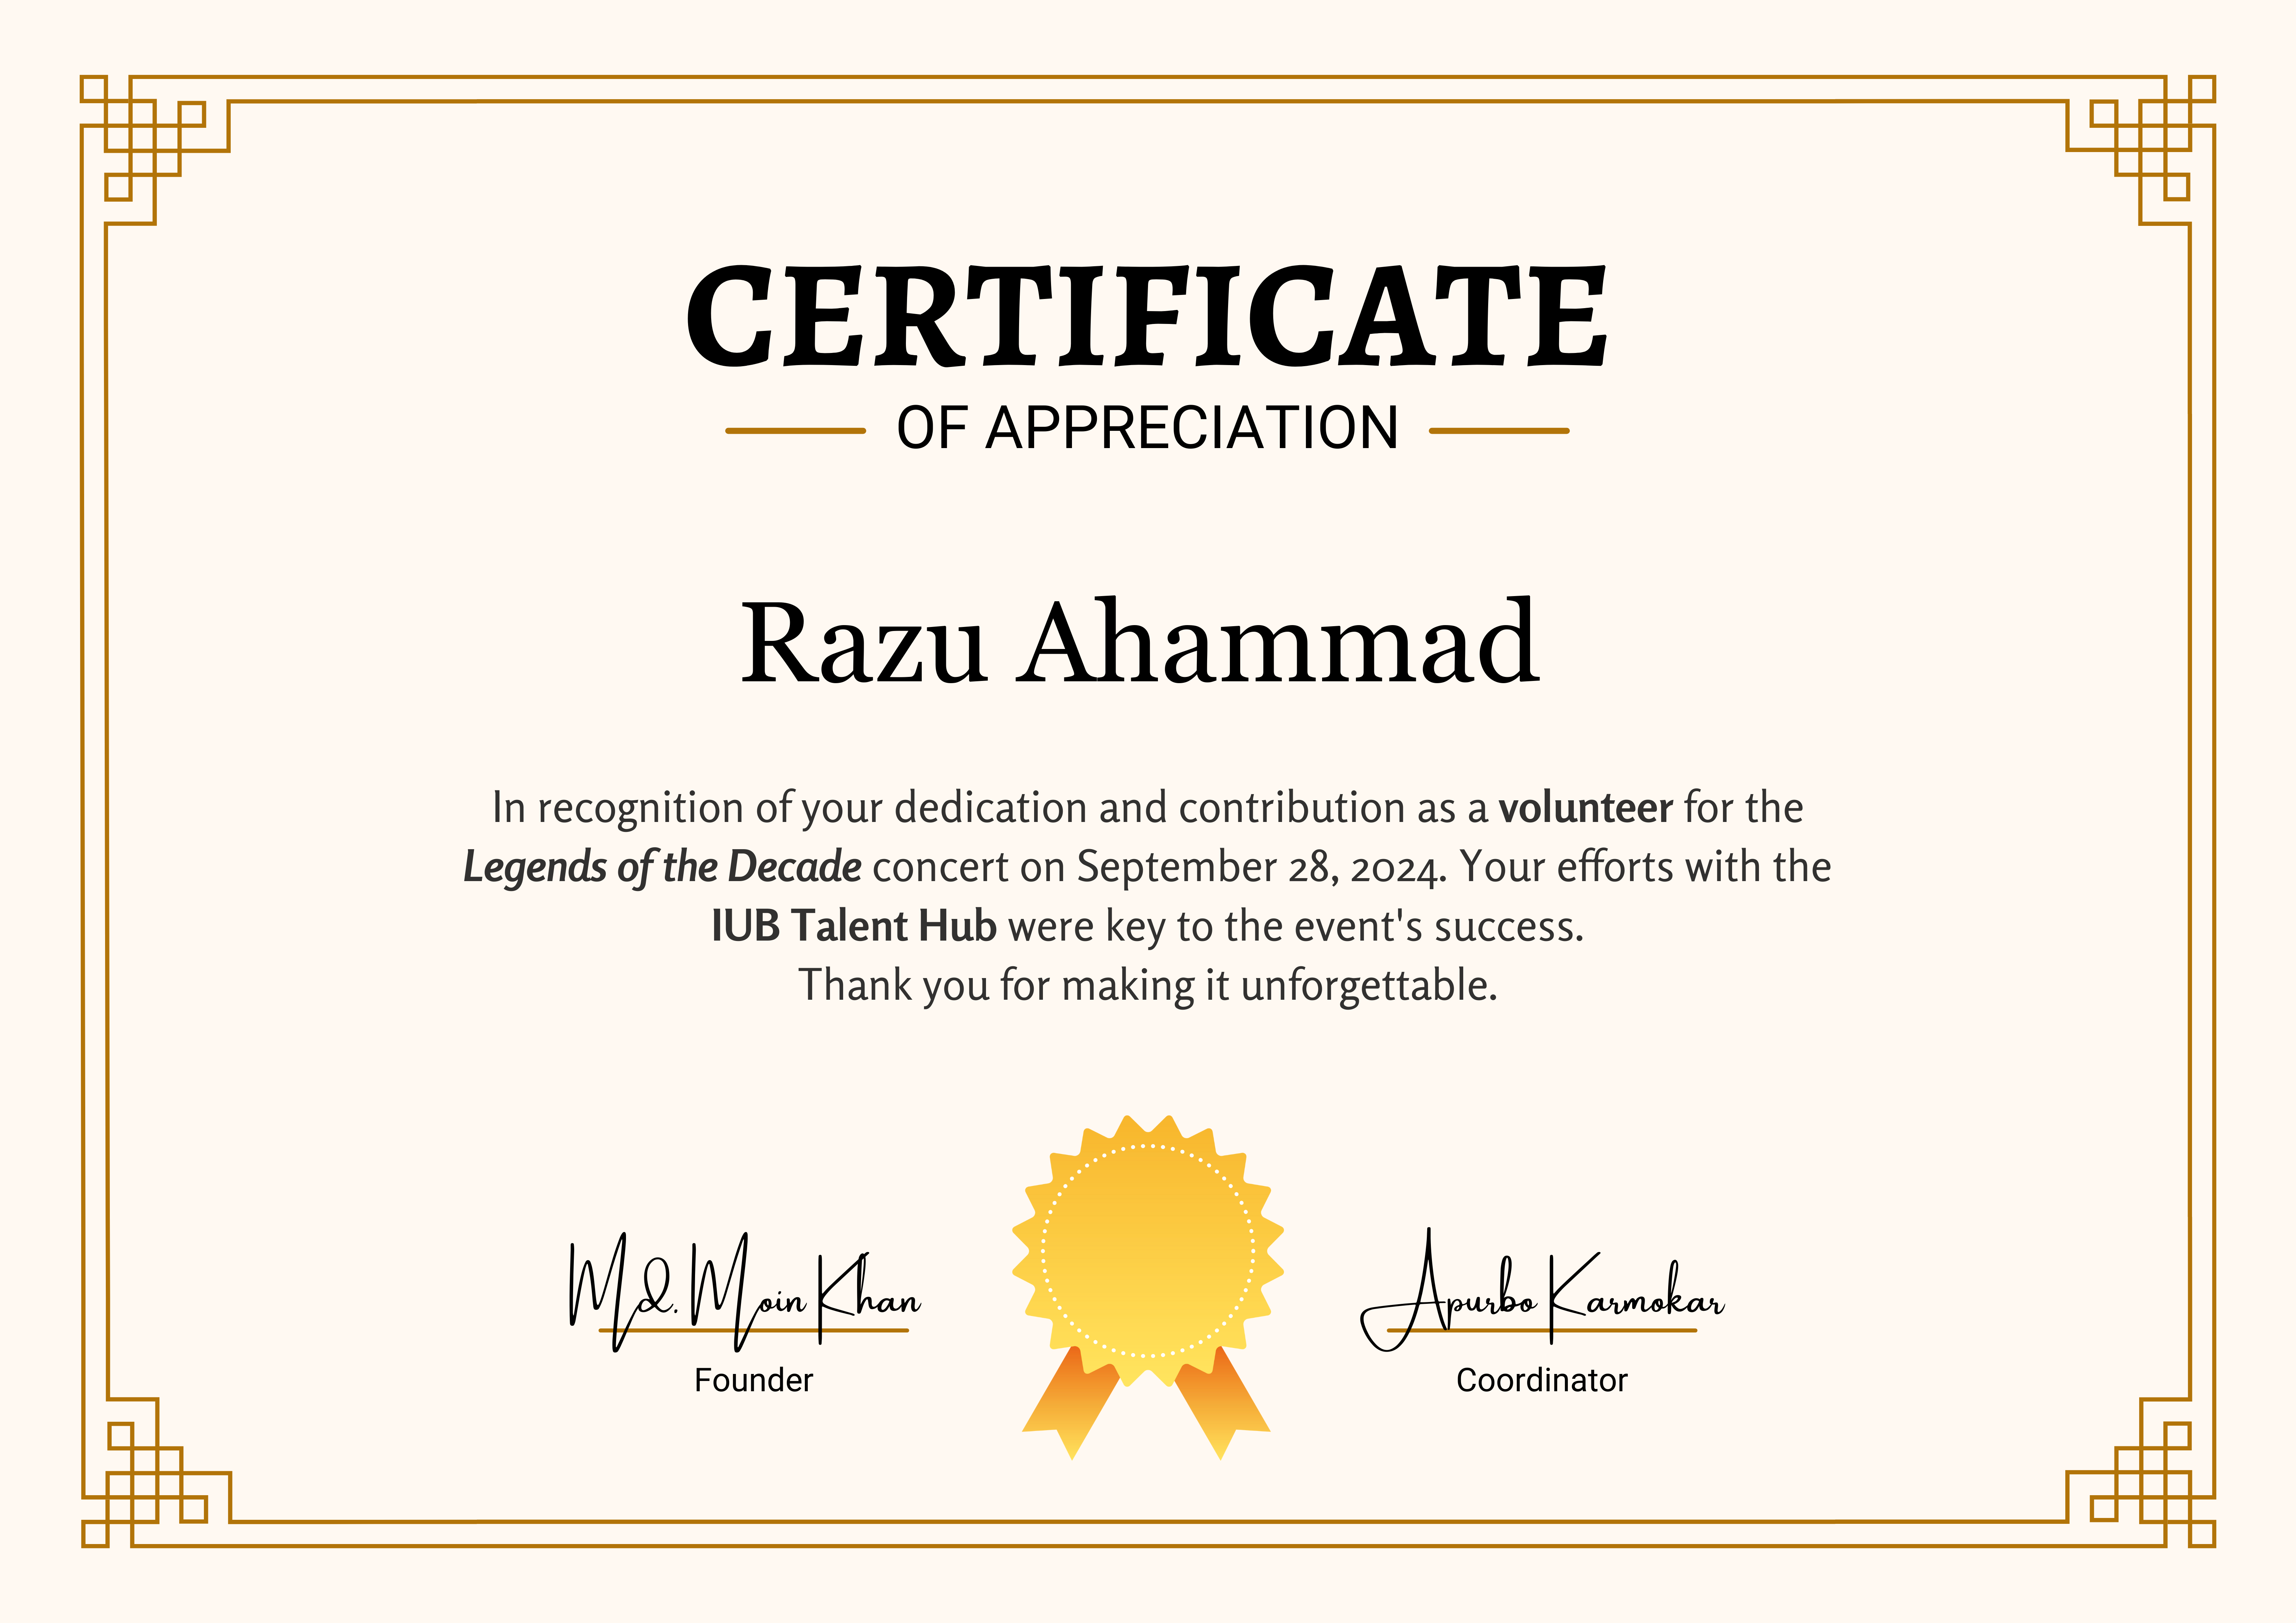 CERTIFICATE
OF APPRECIATION
Razu Ahammad
In recognition of your dedication and contribution as a volunteer for the
Legends of the Decade concert on September 28, 2024. Your efforts with the
IUB Talent Hub were key to the event's success.
Thank you for making it unforgettable.
Md. Moin Khan
Founder
Apurbo Karmokar
Coordinator